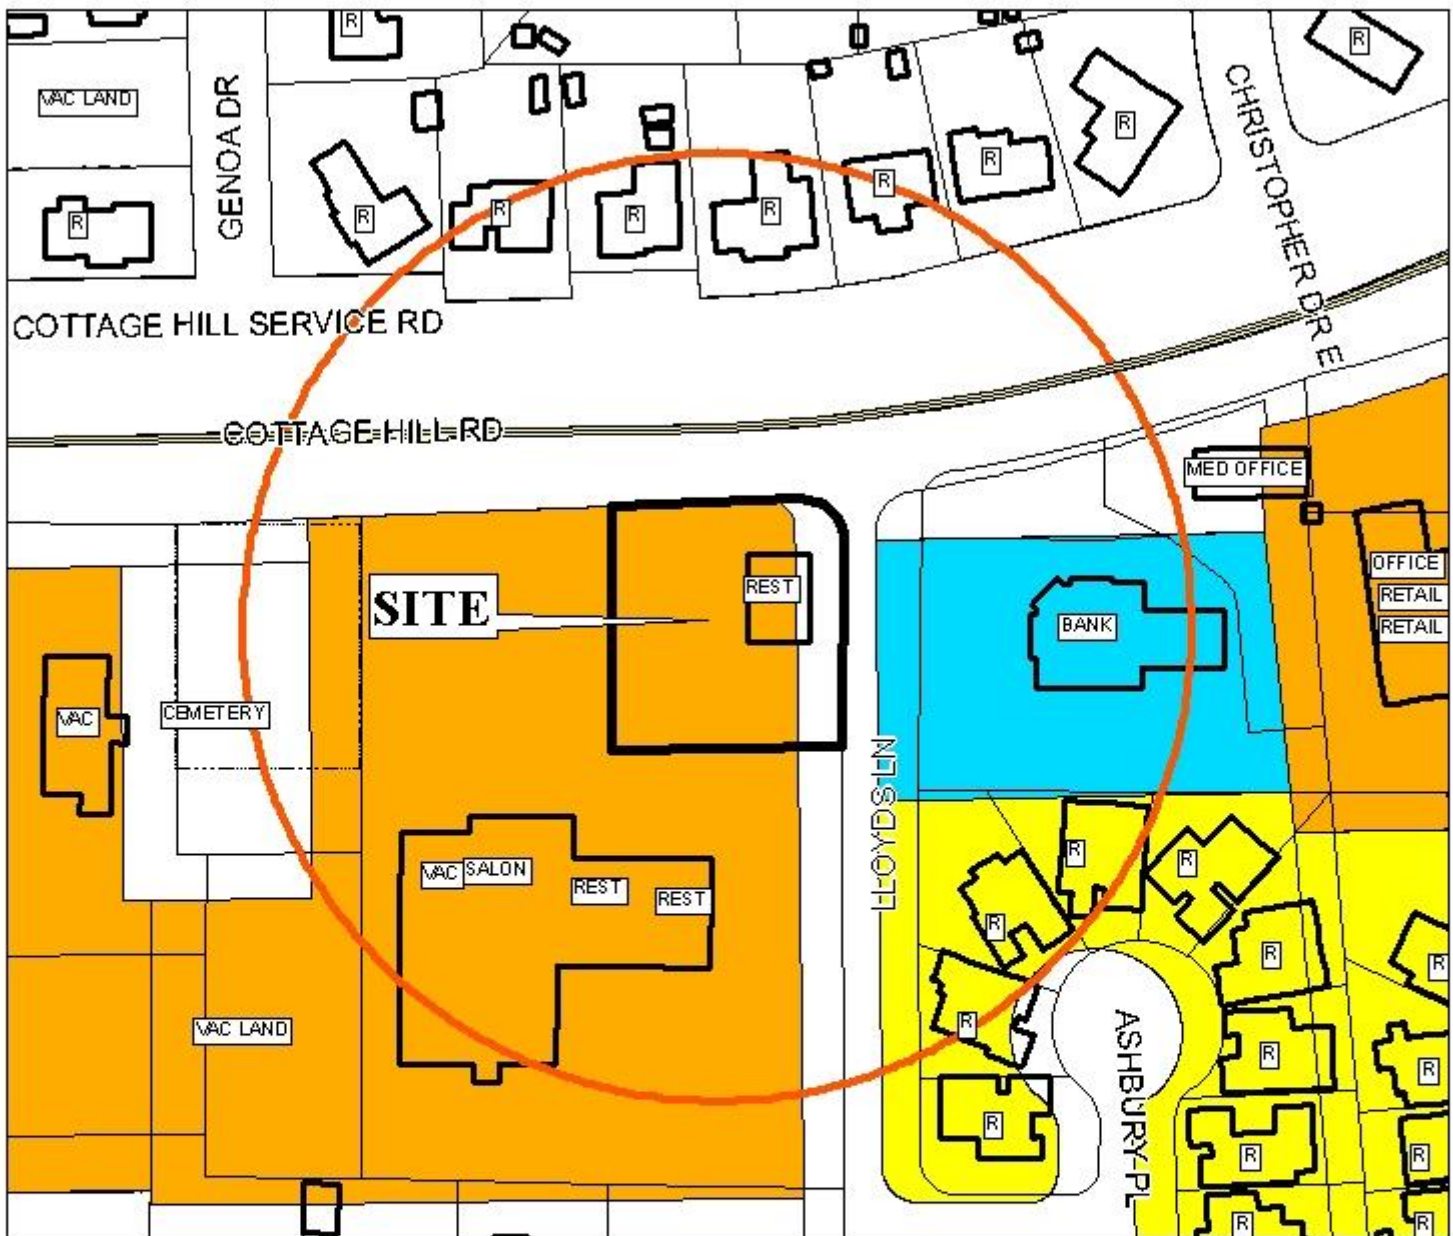 R
R
VAC LAND
GENOA DR
CHRISTOPHER DR E
R
R
R
R
R
R
R
R
R
COTTAGE HILL SERVICE RD
COTTAGE HILL RD
MED OFFICE
SITE
REST
BANK
OFFICE
RETAIL
RETAIL
VAC
CEMETERY
LLOYDS LN
VAC
SALON
REST
REST
R
R
R
R
R
VAC LAND
R
ASHBURY PL
R
R
R
R
R
R
R
R